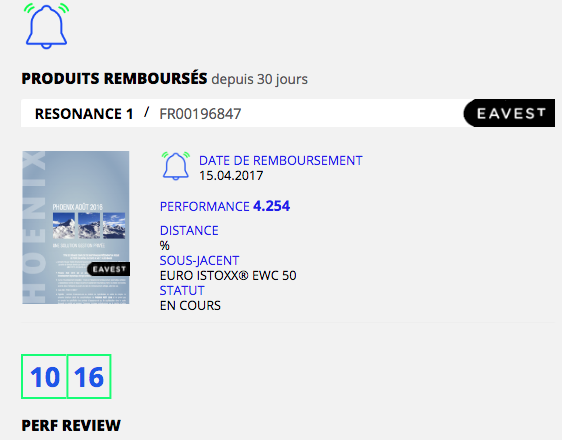 PRODUITS REMBOURSÉS depuis 30 jours
RESONANCE 1 / FR00196847
EAVEST
PHOENIX
PHOENIX AOÛT 2016
EAVEST
DATE DE REMBOURSEMENT
15.04.2017
PERFORMANCE 4.254
DISTANCE
%
SOUS-JACENT
EURO ISTOXX® EWC 50
STATUT
EN COURS
10 16
PERF REVIEW